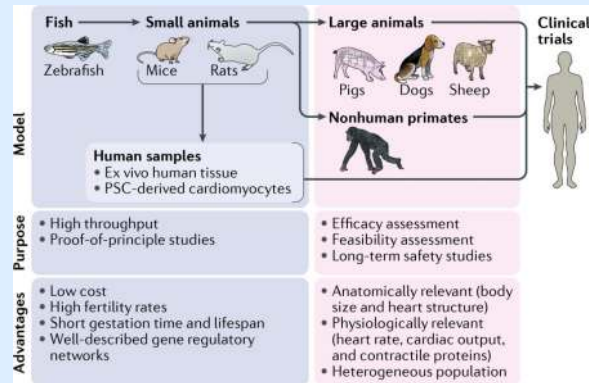 Fish
Small animals
Large animals
Clinical
trials
Zebrafish
Mice
Rats
Pigs
Dogs
Sheep
Nonhuman primates
Model
Human samples
• Ex vivo human tissue
• PSC-derived cardiomyocytes
Purpose
• High throughput
• Proof-of-principle studies
• Efficacy assessment
• Feasibility assessment
• Long-term safety studies
Advantages
• Low cost
• High fertility rates
• Short gestation time and lifespan
• Well-described gene regulatory
networks
• Anatomically relevant (body
size and heart structure)
• Physiologically relevant
(heart rate, cardiac output,
and contractile proteins)
• Heterogeneous population